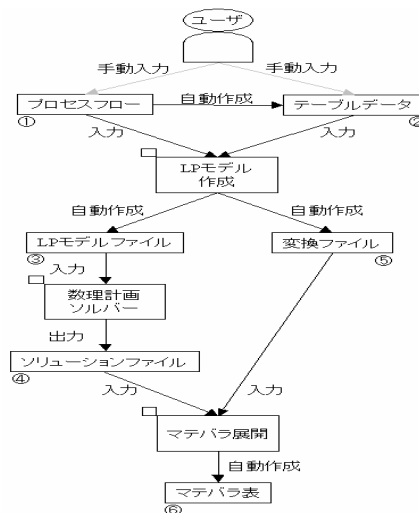 ユーザ
手動入力
手動入力
プロセスフロー
自動作成
テーブルデータ
①
入力
入力
②
LPモデル
作成
自動作成
自動作成
LPモデルファイル
変換ファイル
③
入力
⑤
数理計画
ソルバー
出力
ソリューションファイル
④
入力
入力
マテバラ展開
自動作成
マテバラ表
⑥